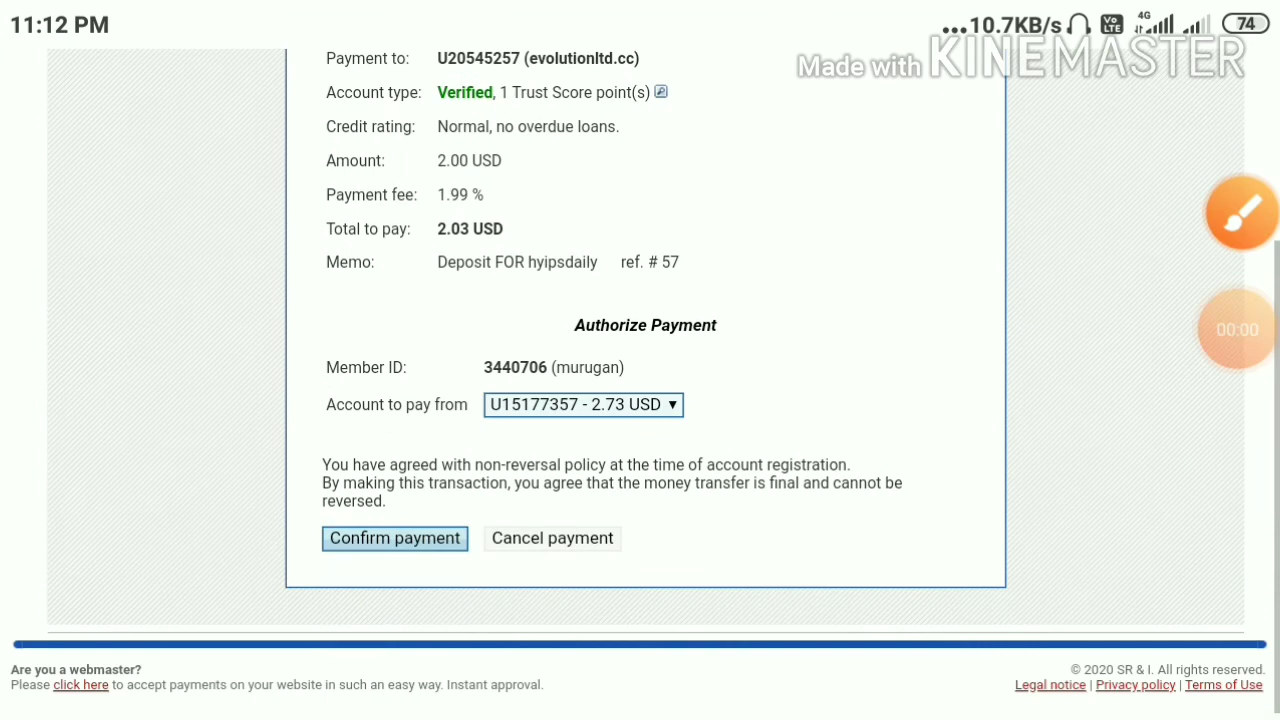 11:12 PM
...10.7KB/s Vo LTE 4G 74
Made with KINEMASTER
Payment to: U20545257 (evolutionltd.cc)
Account type: Verified, 1 Trust Score point(s)
Credit rating: Normal, no overdue loans.
Amount: 2.00 USD
Payment fee: 1.99 %
Total to pay: 2.03 USD
Memo: Deposit FOR hyipsdaily ref. # 57
00:00
Authorize Payment
Member ID: 3440706 (murugan)
Account to pay from U15177357 - 2.73 USD ▼
You have agreed with non-reversal policy at the time of account registration.
By making this transaction, you agree that the money transfer is final and cannot be
reversed.
Confirm payment Cancel payment
Are you a webmaster? © 2020 SR & I. All rights reserved.
Please click here to accept payments on your website in such an easy way. Instant approval. Legal notice | Privacy policy | Terms of Use